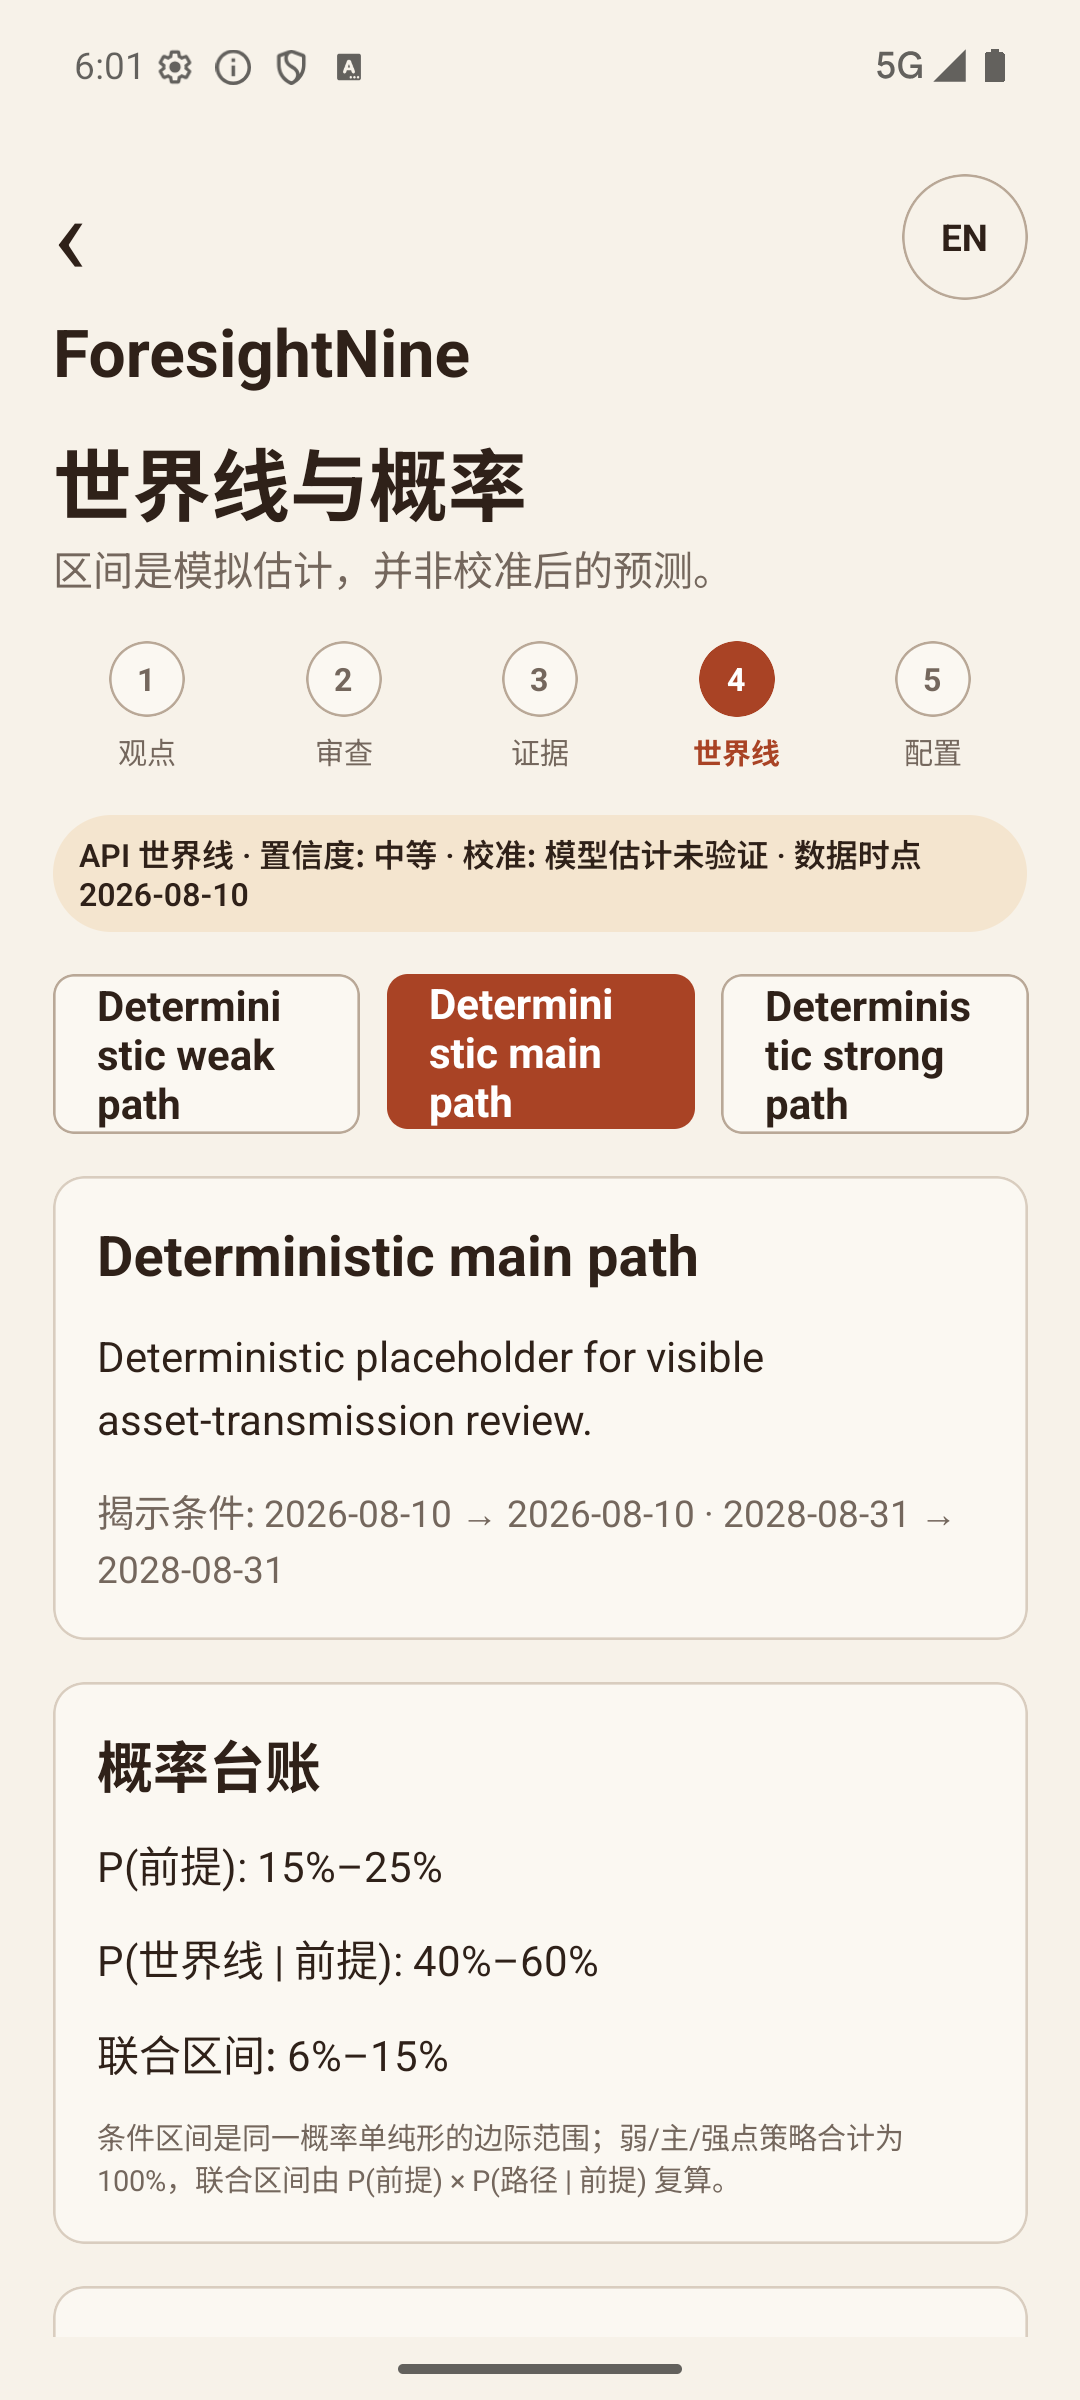 6:01
5G
❮
EN
ForesightNine
世界线与概率
区间是模拟估计，并非校准后的预测。
1 2 3 4 5
观点 审查 证据 世界线 配置
API 世界线 · 置信度: 中等 · 校准: 模型估计未验证 · 数据时点
2026-08-10
Determini
stic weak
path
Determini
stic main
path
Determinis
tic strong
path
Deterministic main path
Deterministic placeholder for visible
asset-transmission review.
揭示条件: 2026-08-10 → 2026-08-10 · 2028-08-31 →
2028-08-31
概率台账
P(前提): 15%–25%
P(世界线 | 前提): 40%–60%
联合区间: 6%–15%
条件区间是同一概率单纯形的边际范围；弱/主/强点策略合计为
100%，联合区间由 P(前提) × P(路径 | 前提) 复算。